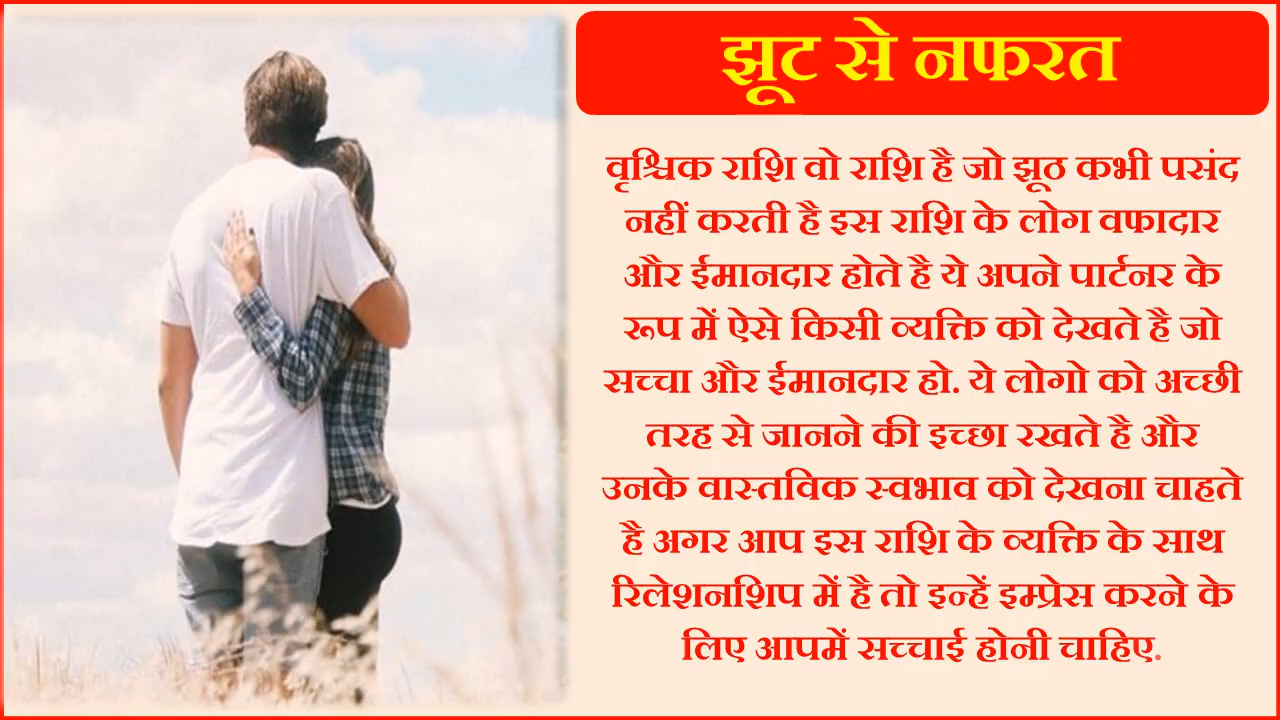 झूट से नफरत
वृश्चिक राशि वो राशि है जो झूठ कभी पसंद
नहीं करती है इस राशि के लोग वफादार
और ईमानदार होते है ये अपने पार्टनर के
रूप में ऐसे किसी व्यक्ति को देखते है जो
सच्चा और ईमानदार हो. ये लोगो को अच्छी
तरह से जानने की इच्छा रखते है और
उनके वास्तविक स्वभाव को देखना चाहते
है अगर आप इस राशि के व्यक्ति के साथ
रिलेशनशिप में है तो इन्हें इम्प्रेस करने के
लिए आपमें सच्चाई होनी चाहिए.